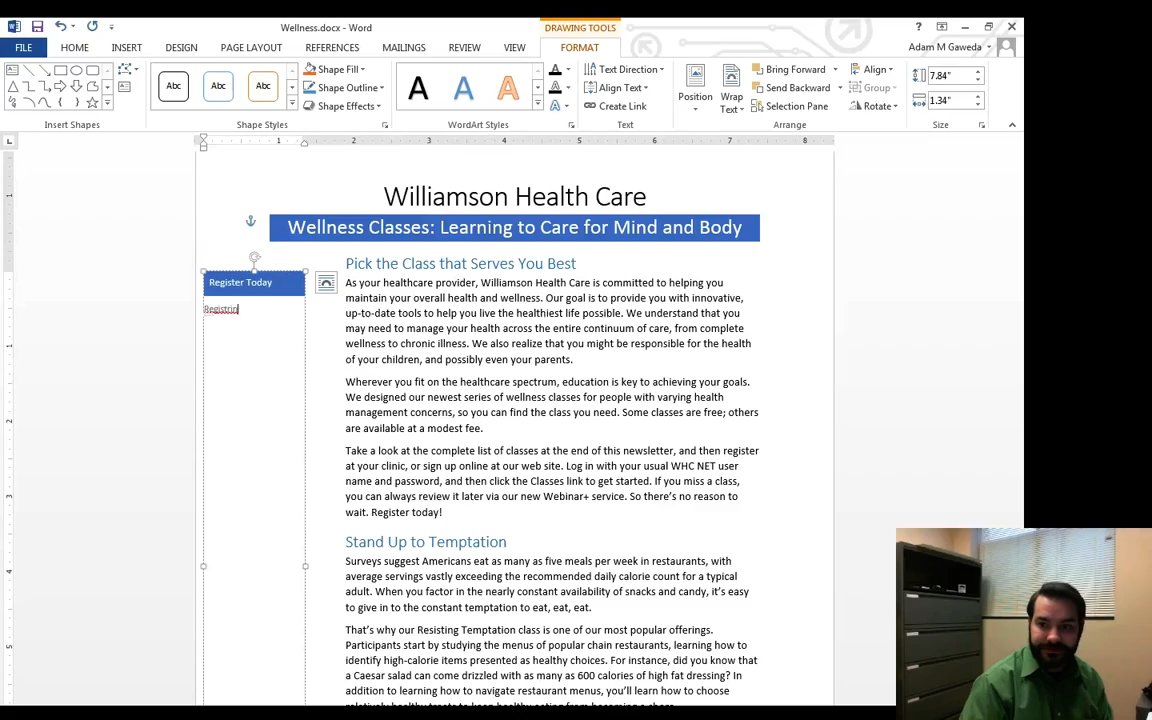 Wellness.docx - Word
DRAWING TOOLS
?
FILE
HOME
INSERT
DESIGN
PAGE LAYOUT
REFERENCES
MAILINGS
REVIEW
VIEW
FORMAT
Adam M Gaweda
Abc
Abc
Abc
Shape Fill
Shape Outline
Shape Effects
A
A
A
A
A
A
Text Direction
Align Text
Create Link
Position
Wrap
Text
Bring Forward
Send Backward
Selection Pane
Align
Group
Rotate
7.84"
1.34"
Insert Shapes
Shape Styles
WordArt Styles
Text
Arrange
Size
L
1 2 3 4 5 6 7 8
1
1
2
3
4
5
Williamson Health Care
Wellness Classes: Learning to Care for Mind and Body
Register Today
Registrin
Pick the Class that Serves You Best
As your healthcare provider, Williamson Health Care is committed to helping you
maintain your overall health and wellness. Our goal is to provide you with innovative,
up-to-date tools to help you live the healthiest life possible. We understand that you
may need to manage your health across the entire continuum of care, from complete
wellness to chronic illness. We also realize that you might be responsible for the health
of your children, and possibly even your parents.
Wherever you fit on the healthcare spectrum, education is key to achieving your goals.
We designed our newest series of wellness classes for people with varying health
management concerns, so you can find the class you need. Some classes are free; others
are available at a modest fee.
Take a look at the complete list of classes at the end of this newsletter, and then register
at your clinic, or sign up online at our web site. Log in with your usual WHC NET user
name and password, and then click the Classes link to get started. If you miss a class,
you can always review it later via our new Webinar+ service. So there's no reason to
wait. Register today!
Stand Up to Temptation
Surveys suggest Americans eat as many as five meals per week in restaurants, with
average servings vastly exceeding the recommended daily calorie count for a typical
adult. When you factor in the nearly constant availability of snacks and candy, it's easy
to give in to the constant temptation to eat, eat, eat.
That's why our Resisting Temptation class is one of our most popular offerings.
Participants start by studying the menus of popular chain restaurants, learning how to
identify high-calorie items presented as healthy choices. For instance, did you know that
a Caesar salad can come drizzled with as many as 600 calories of high fat dressing? In
addition to learning how to navigate restaurant menus, you'll learn how to choose